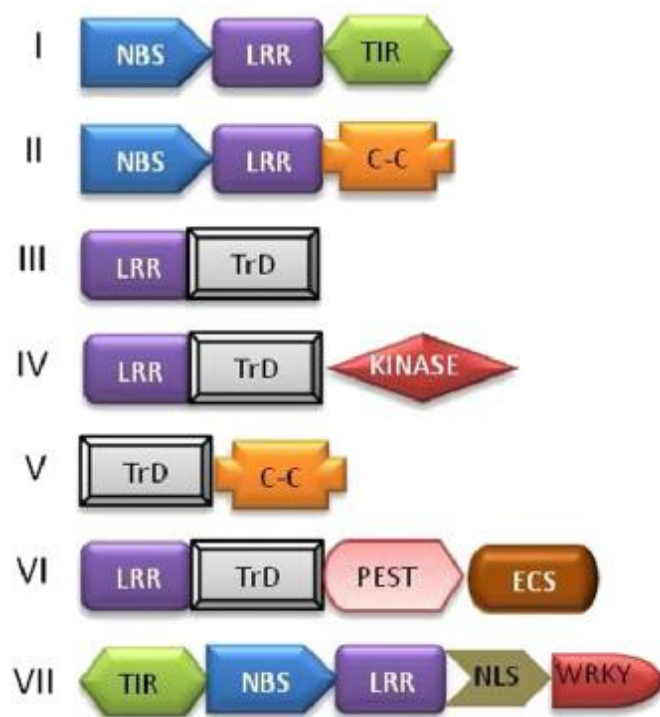 I NBS LRR TIR
II NBS LRR C-C
III LRR TrD
IV LRR TrD KINASE
V TrD C-C
VI LRR TrD PEST ECS
VII TIR NBS LRR NLS WRKY